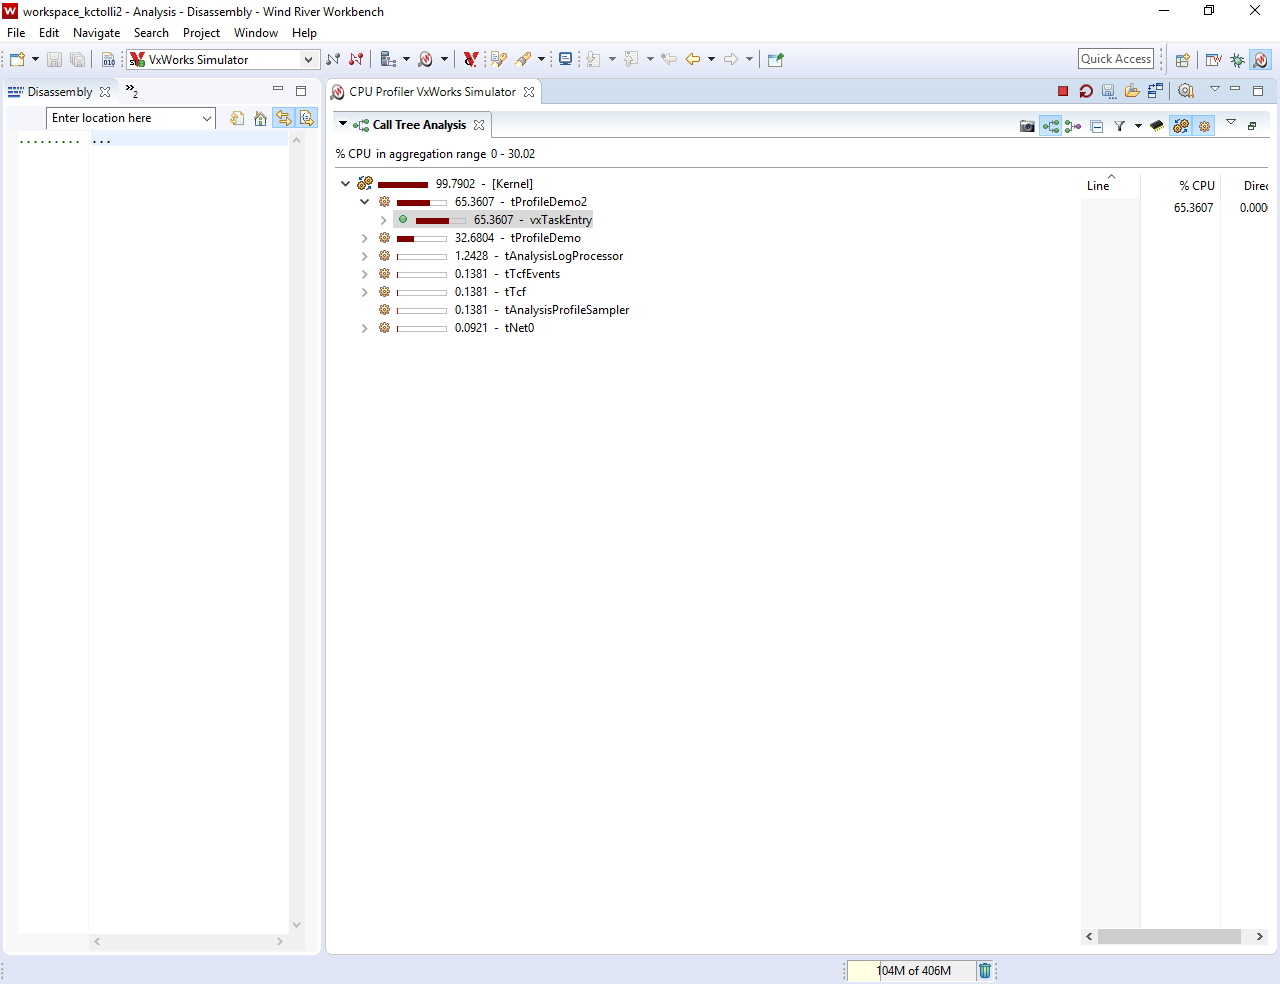 workspace_kctolli2 - Analysis - Disassembly - Wind River Workbench
File Edit Navigate Search Project Window Help
VxWorks Simulator
Quick Access
Disassembly
2
CPU Profiler VxWorks Simulator
Enter location here
Call Tree Analysis
......... ...
% CPU in aggregation range 0 - 30.02
99.7902 - [Kernel]
65.3607 - tProfileDemo2
65.3607 - vxTaskEntry
32.6804 - tProfileDemo
1.2428 - tAnalysisLogProcessor
0.1381 - tTcfEvents
0.1381 - tTcf
0.1381 - tAnalysisProfileSampler
0.0921 - tNet0
Line % CPU Direc
65.3607 0.000
104M of 406M